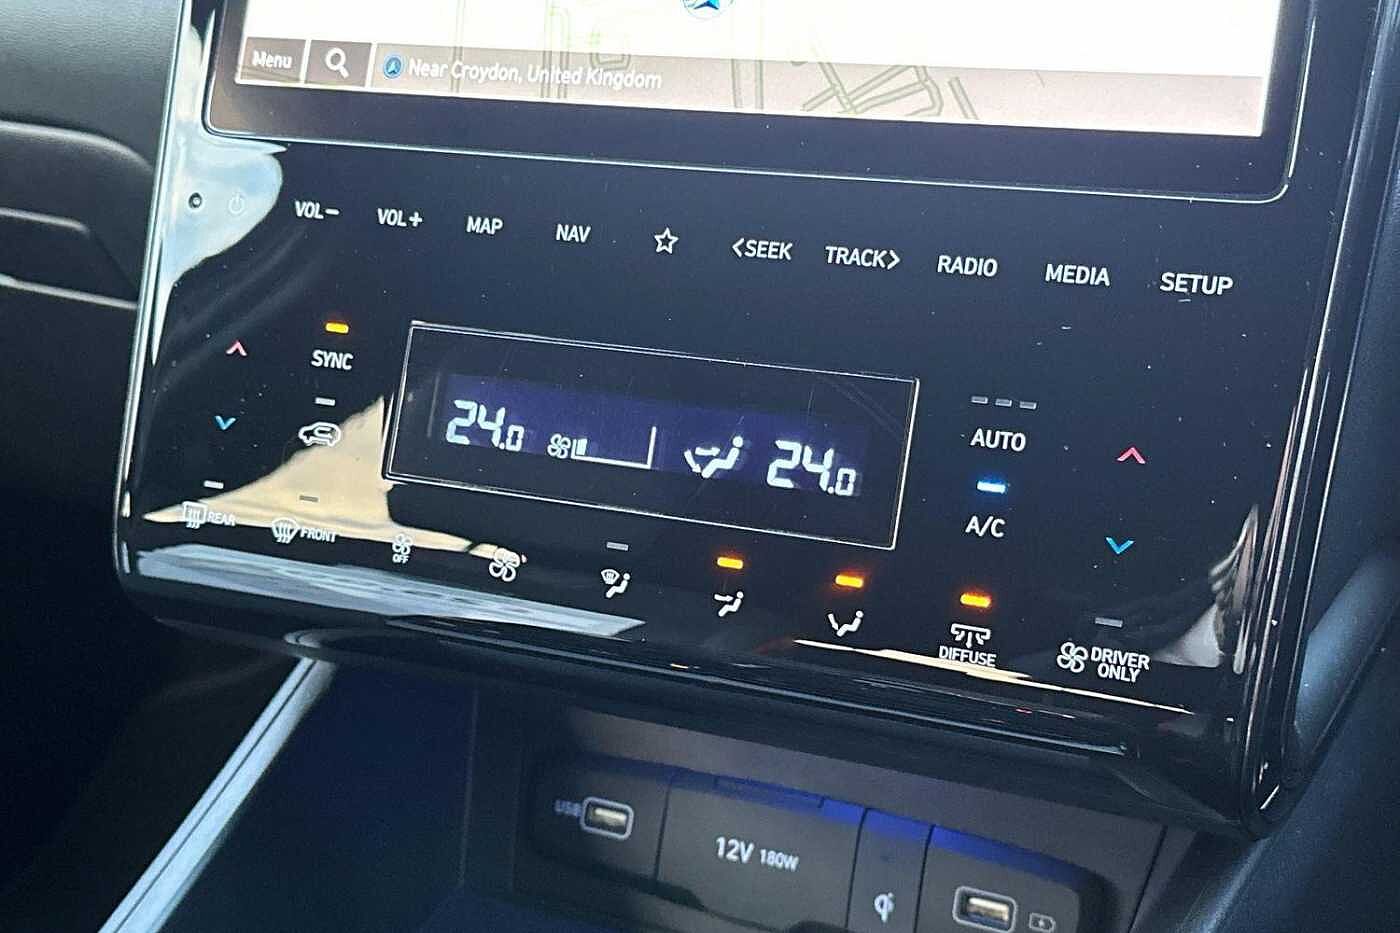 Menu
Near Croydon, United Kingdom
VOL−
VOL+
MAP
NAV
<SEEK
TRACK>
RADIO
MEDIA
SETUP
SYNC
24.0
24.0
AUTO
A/C
REAR
FRONT
OFF
DIFFUSE
DRIVER
ONLY
USB
12V 180W